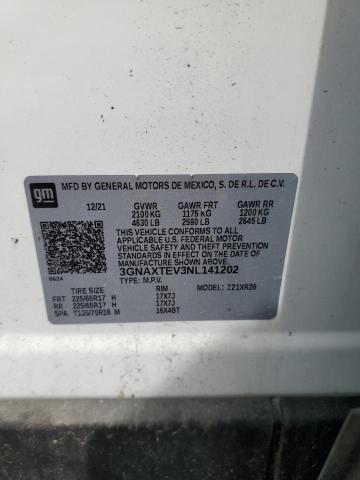 gm
MFD BY GENERAL MOTORS DE MEXICO, S. DE R.L. DE C.V.
12/21 GVWR GAWR FRT GAWR RR
2100 KG 1175 KG 1200 KG
4630 LB 2590 LB 2645 LB
THIS VEHICLE CONFORMS TO ALL APPLICABLE
U.S. FEDERAL MOTOR VEHICLE SAFETY, BUMPER, AND
THEFT PREVENTION STANDARDS IN EFFECT ON THE DATE OF
MANUFACTURE SHOWN ABOVE.
3GNAXTEV3NL141202
TYPE: M.P.V. MODEL: 1XR26
TIRE SIZE RIM
FRT 225/65R17 H 17X7J
RR 225/65R17 H 17X7J
SPA T135/70R16 M 16X4BT